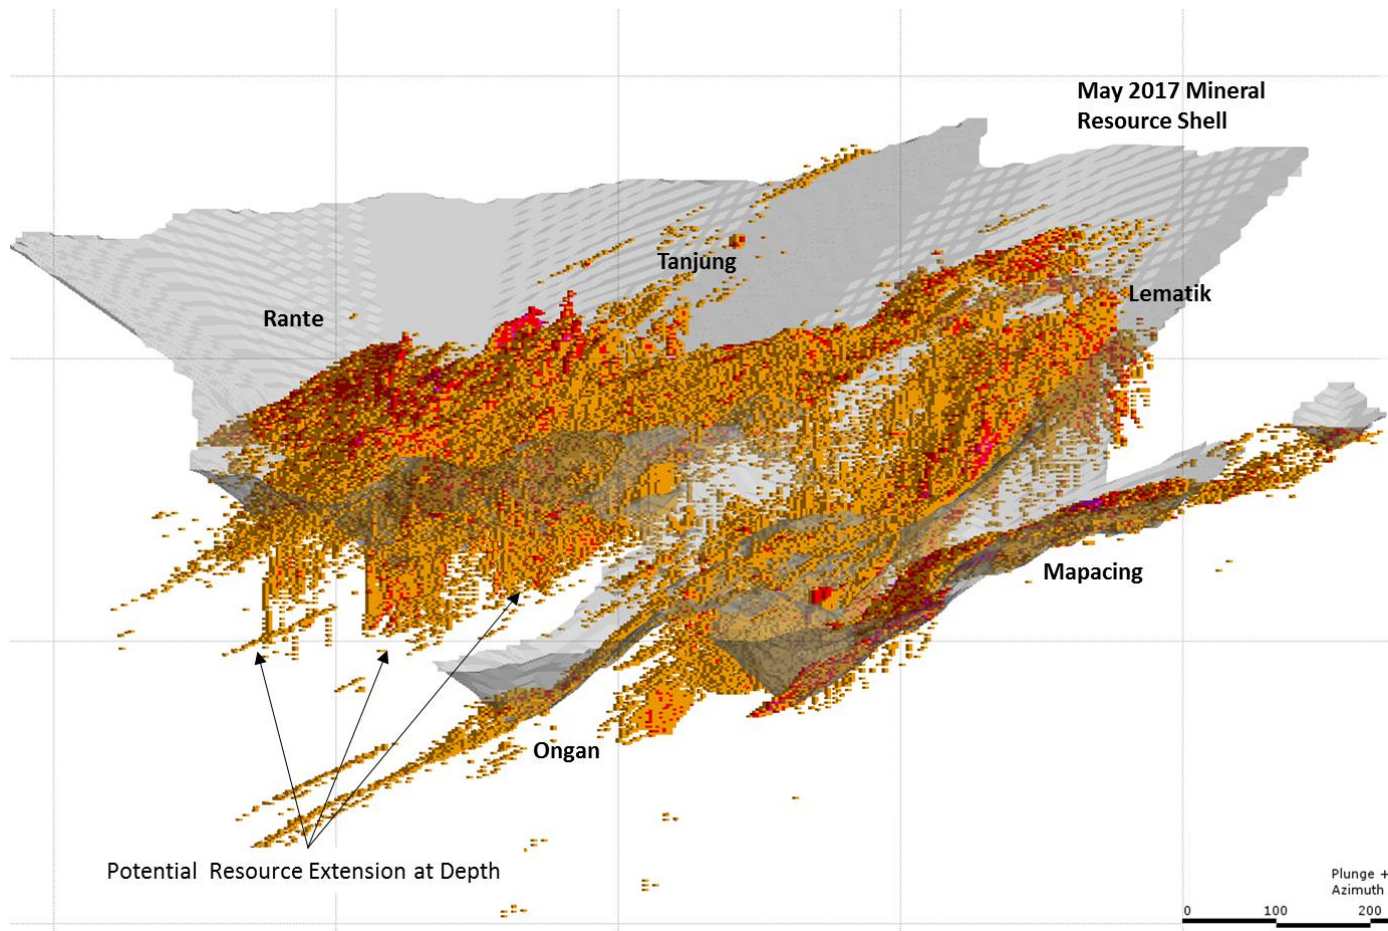 May 2017 Mineral
Resource Shell
Tanjung
Lematik
Rante
Mapacing
Ongan
Potential  Resource Extension at Depth
Plunge +
Azimuth
0 100 200